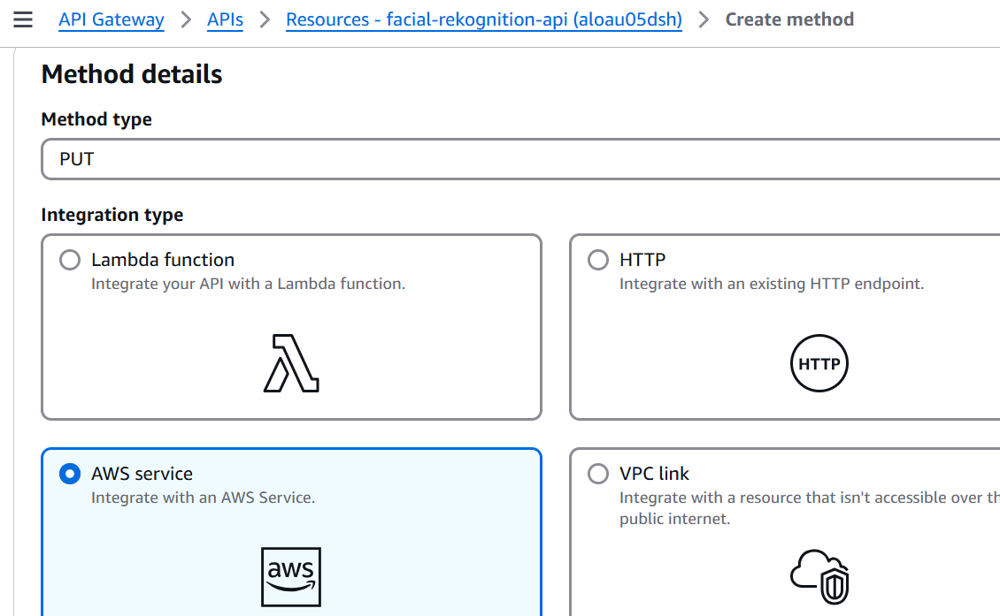 API Gateway > APIs > Resources - facial-rekognition-api (aloau05dsh) > Create method
Method details
Method type
PUT
Integration type
Lambda function
Integrate your API with a Lambda function.
HTTP
Integrate with an existing HTTP endpoint.
HTTP
AWS service
Integrate with an AWS Service.
aws
VPC link
Integrate with a resource that isn't accessible over th
public internet.